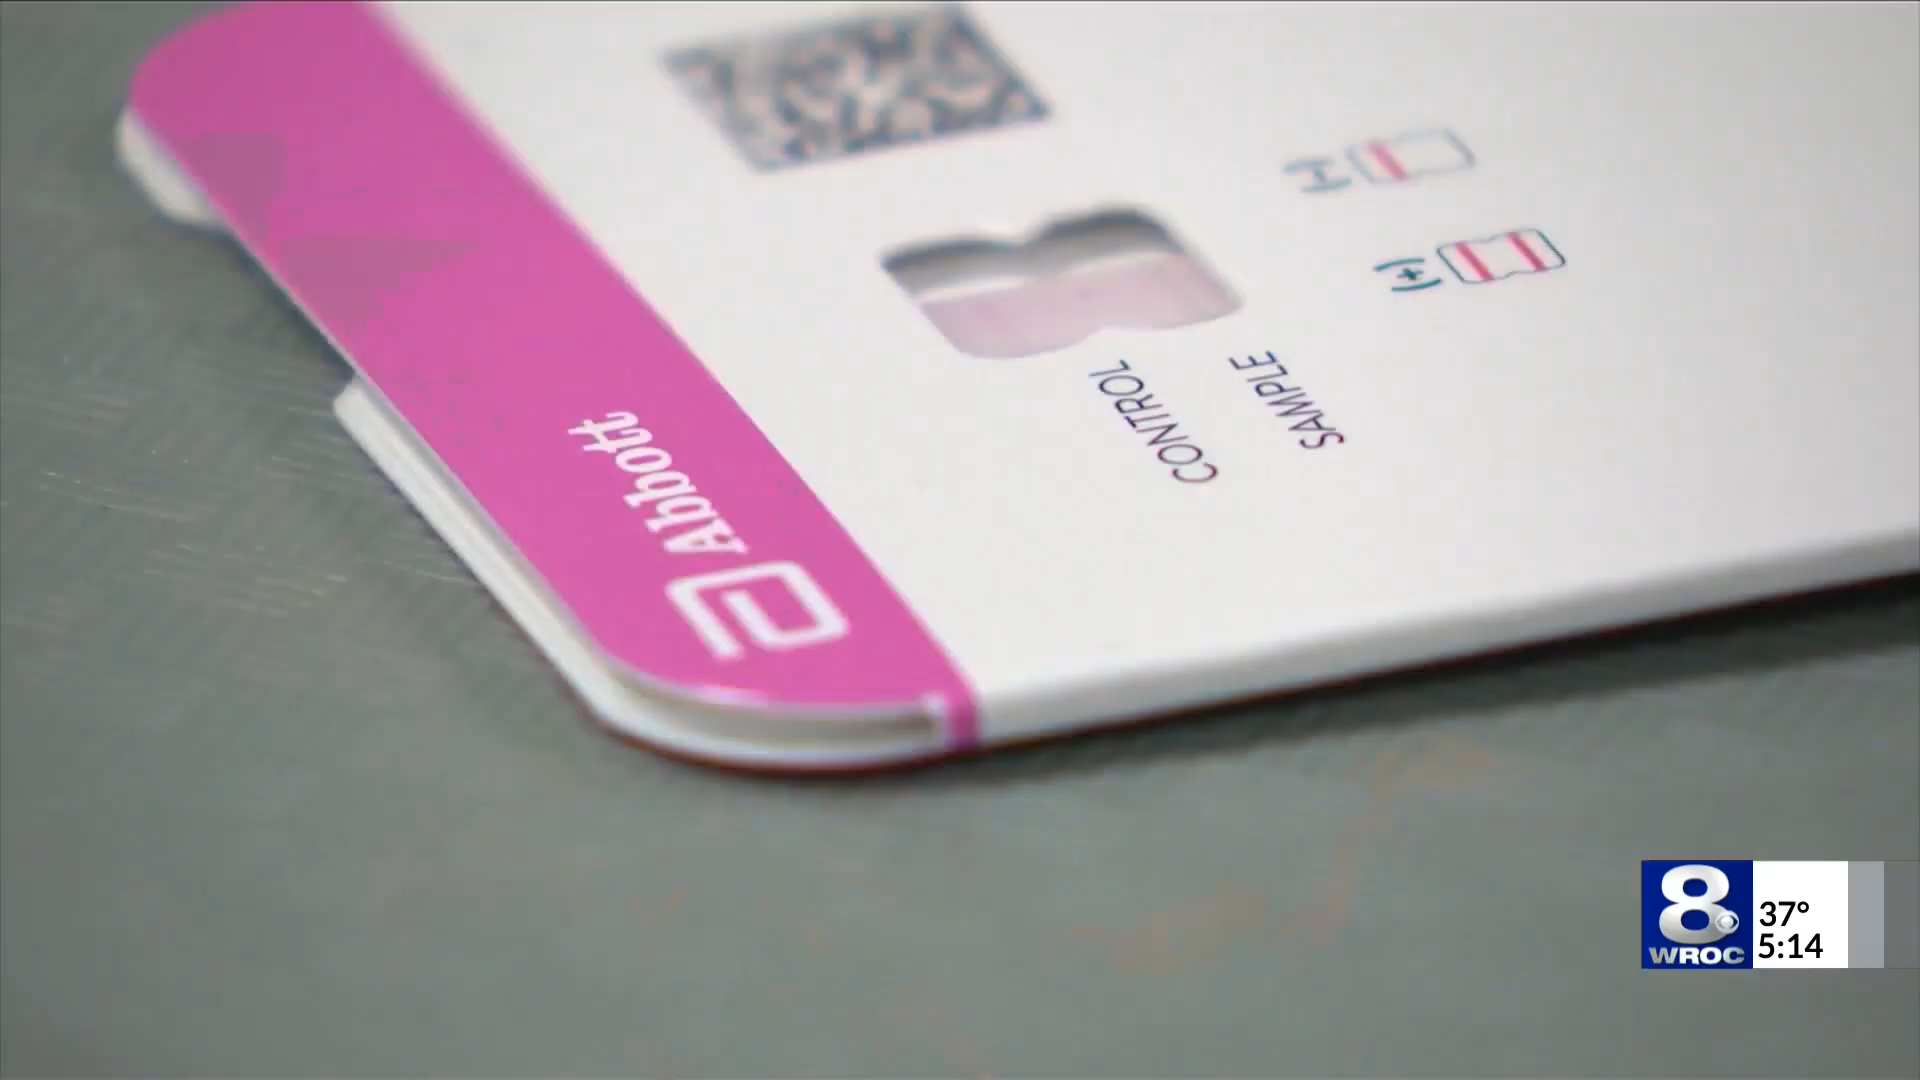 (-)
(+)
CONTROL
SAMPLE
Abbott
8
WROC
37°
5:14